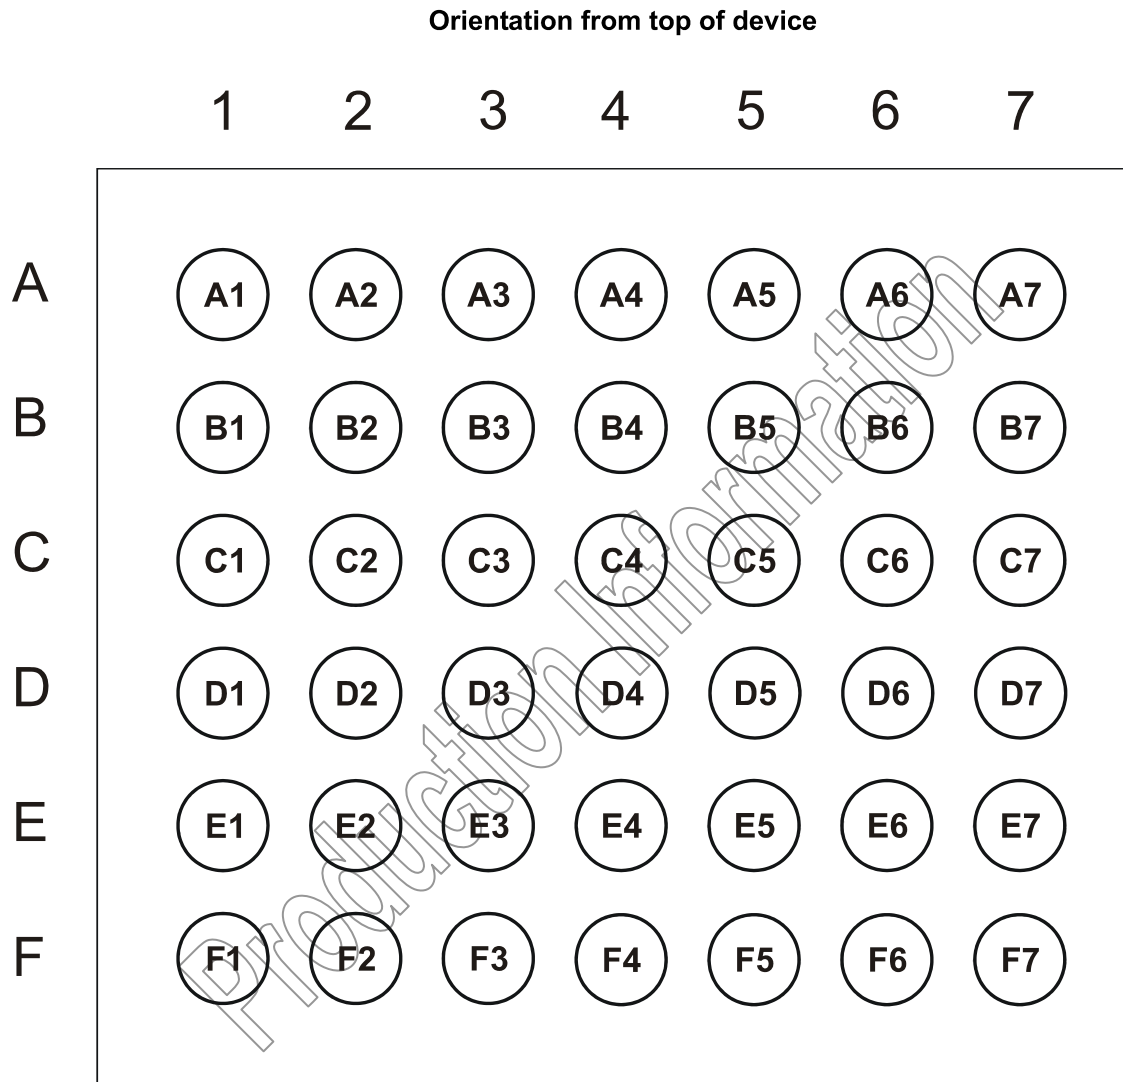 Orientation from top of device
1 2 3 4 5 6 7
A A1 A2 A3 A4 A5 A6 A7
B B1 B2 B3 B4 B5 B6 B7
C C1 C2 C3 C4 C5 C6 C7
D D1 D2 D3 D4 D5 D6 D7
E E1 E2 E3 E4 E5 E6 E7
F F1 F2 F3 F4 F5 F6 F7
Production Information